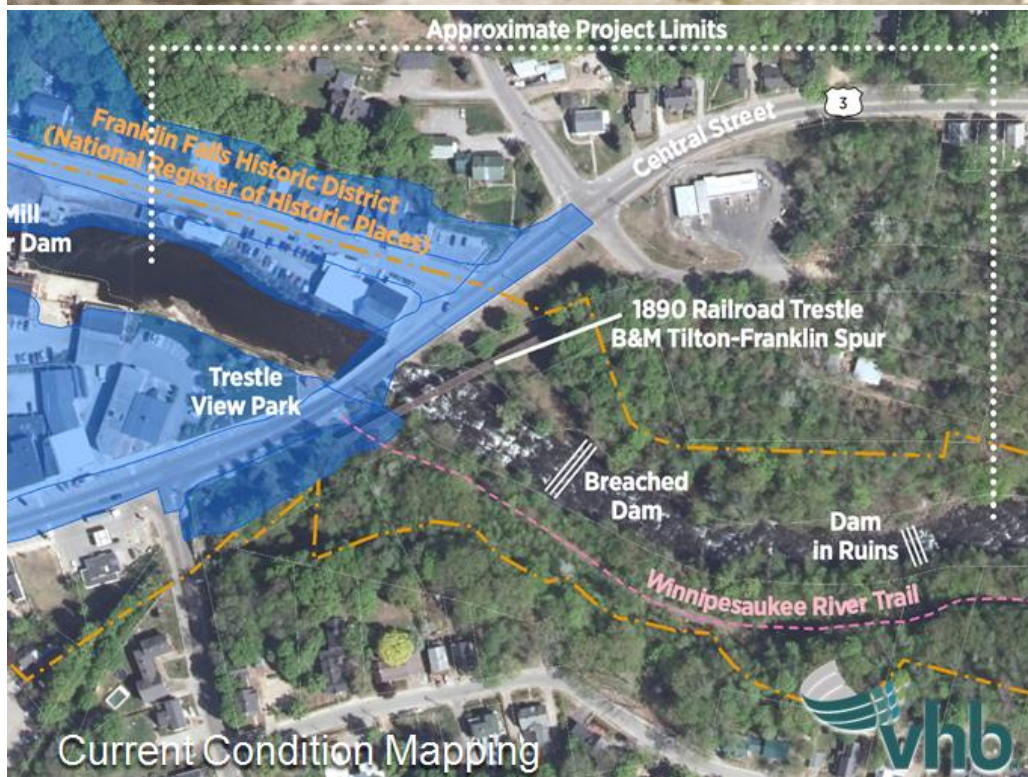 Approximate Project Limits
3
Central Street
Franklin Falls Historic District
(National Register of Historic Places)
Mill
r Dam
1890 Railroad Trestle
B&M Tilton-Franklin Spur
Trestle
View Park
Breached
Dam
Dam
in Ruins
Winnipesaukee River Trail
Current Condition Mapping
vhb